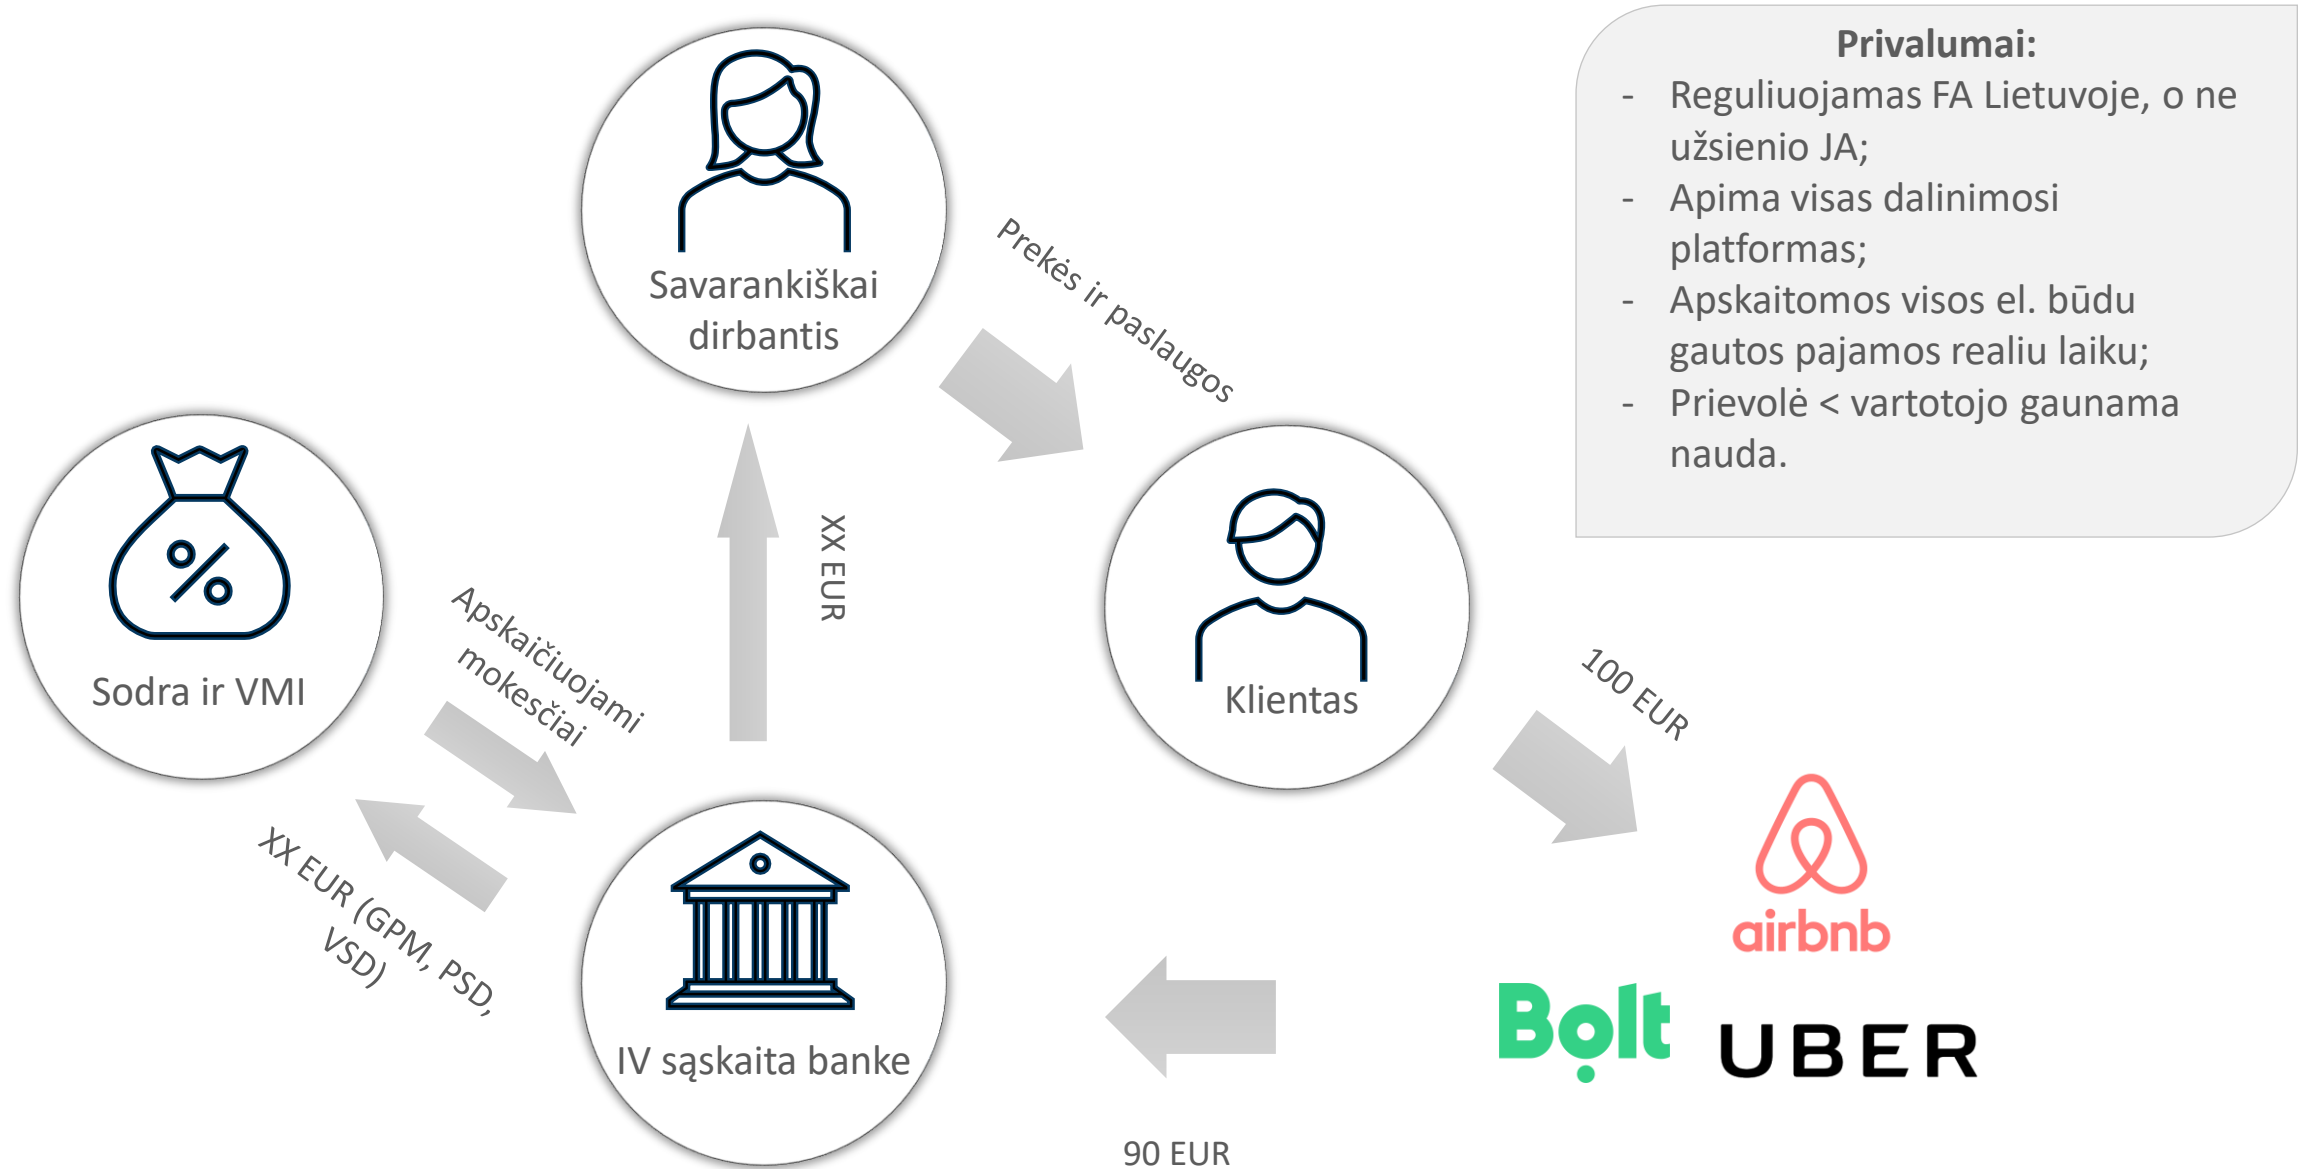 Privalumai:
- Reguliuojamas FA Lietuvoje, o ne
užsienio JA;
- Apima visas dalinimosi
platformas;
- Apskaitomos visos el. būdu
gautos pajamos realiu laiku;
- Prievolė < vartotojo gaunama
nauda.
Savarankiškai
dirbantis
Prekės ir paslaugos
Sodra ir VMI
Apskaičiuojami
mokesčiai
XX EUR
Klientas
100 EUR
XX EUR (GPM, PSD,
VSD)
IV sąskaita banke
90 EUR
airbnb
Bolt
UBER